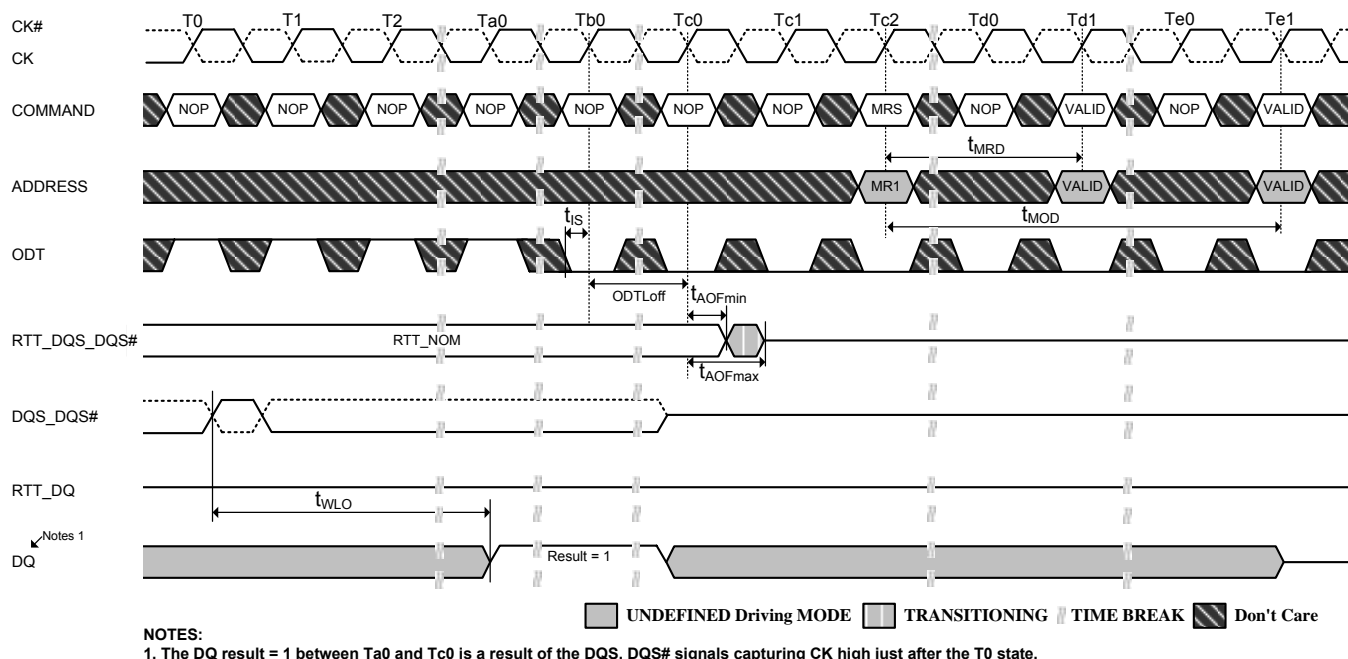 T0 T1 T2 Ta0 Tb0 Tc0 Tc1 Tc2 Td0 Td1 Te0 Te1
CK#
CK
COMMAND NOP NOP NOP NOP NOP NOP NOP MRS NOP VALID NOP VALID
tMRD
ADDRESS MR1 VALID VALID
tIS tMOD
ODT
ODTLoff tAOFmin
RTT_DQS_DQS# RTT_NOM
tAOFmax
DQS_DQS#
RTT_DQ
tWLO
Notes 1
DQ Result = 1
UNDEFINED Driving MODE TRANSITIONING TIME BREAK Don't Care
NOTES:
1. The DQ result = 1 between Ta0 and Tc0 is a result of the DQS, DQS# signals capturing CK high just after the T0 state.